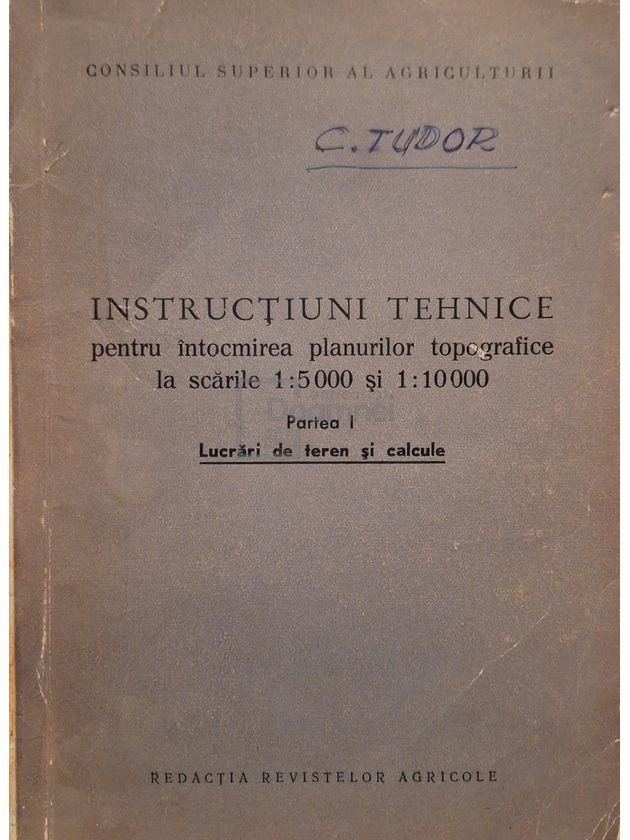 CONSILIUL SUPERIOR AL AGRICULTURII
C. TUDOR
INSTRUCŢIUNI TEHNICE
pentru întocmirea planurilor topografice
la scările 1:5000 şi 1:10000
Partea I
Lucrări de teren şi calcule
REDACŢIA REVISTELOR AGRICOLE